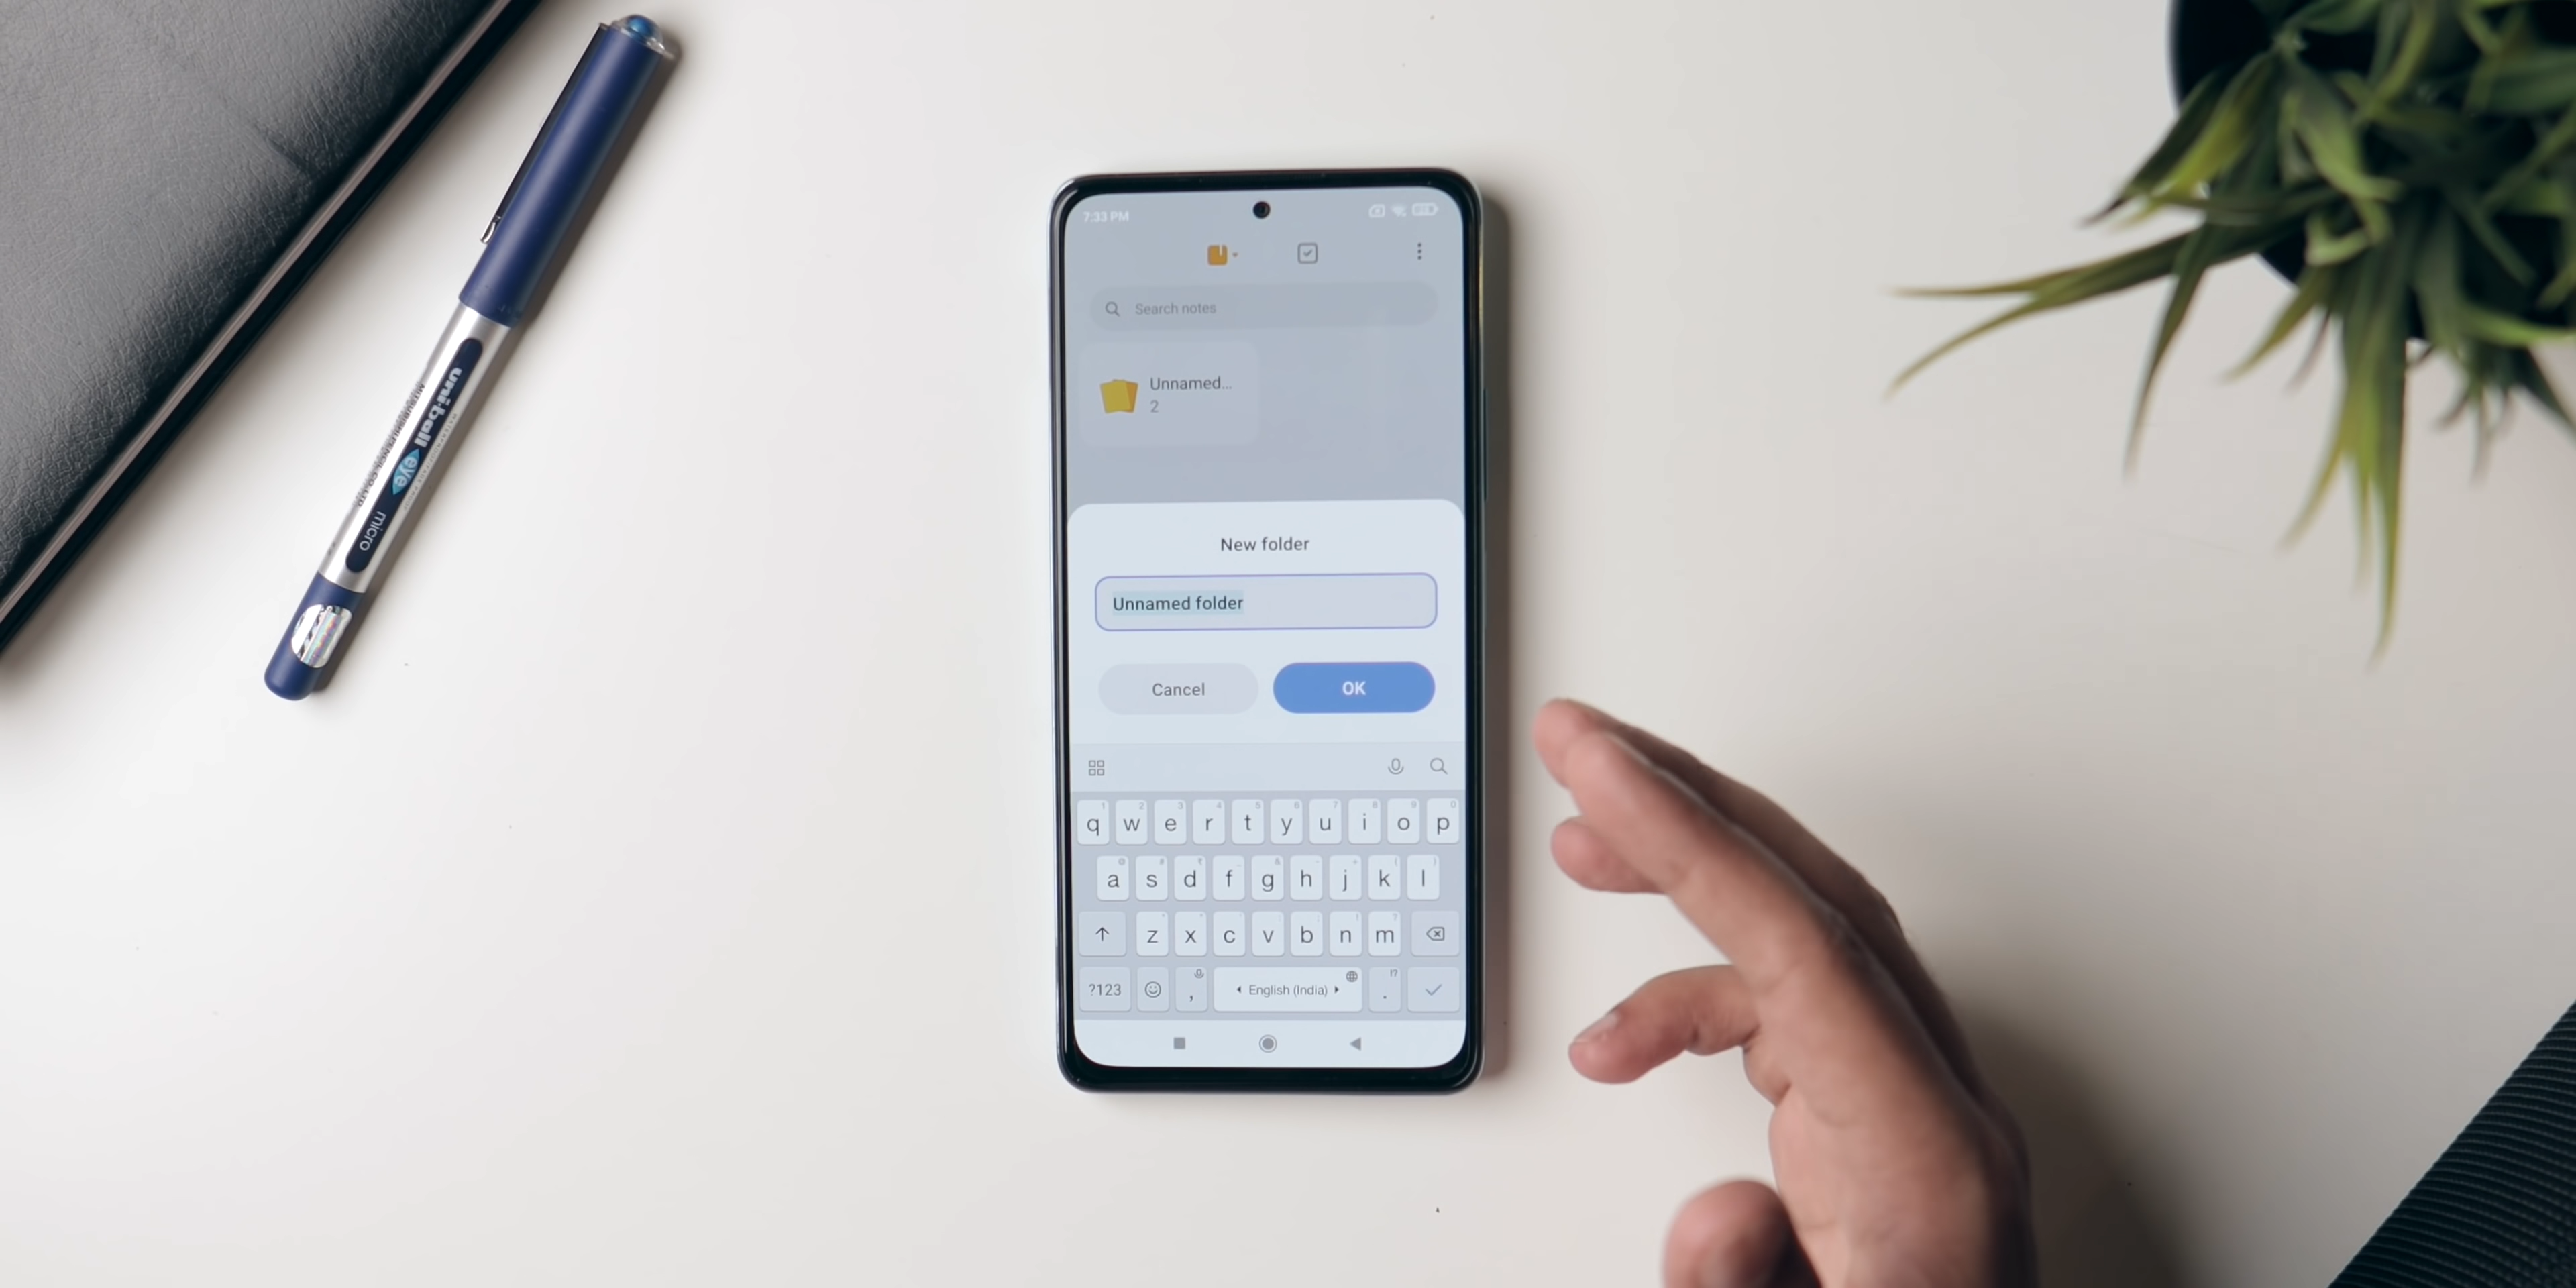 7:33 PM
Search notes
Unnamed...
2
New folder
Unnamed folder
Cancel
OK
q w e r t y u i o p
a s d f g h j k l
z x c v b n m
?123 , English (India) .
uni-ball
eye
micro